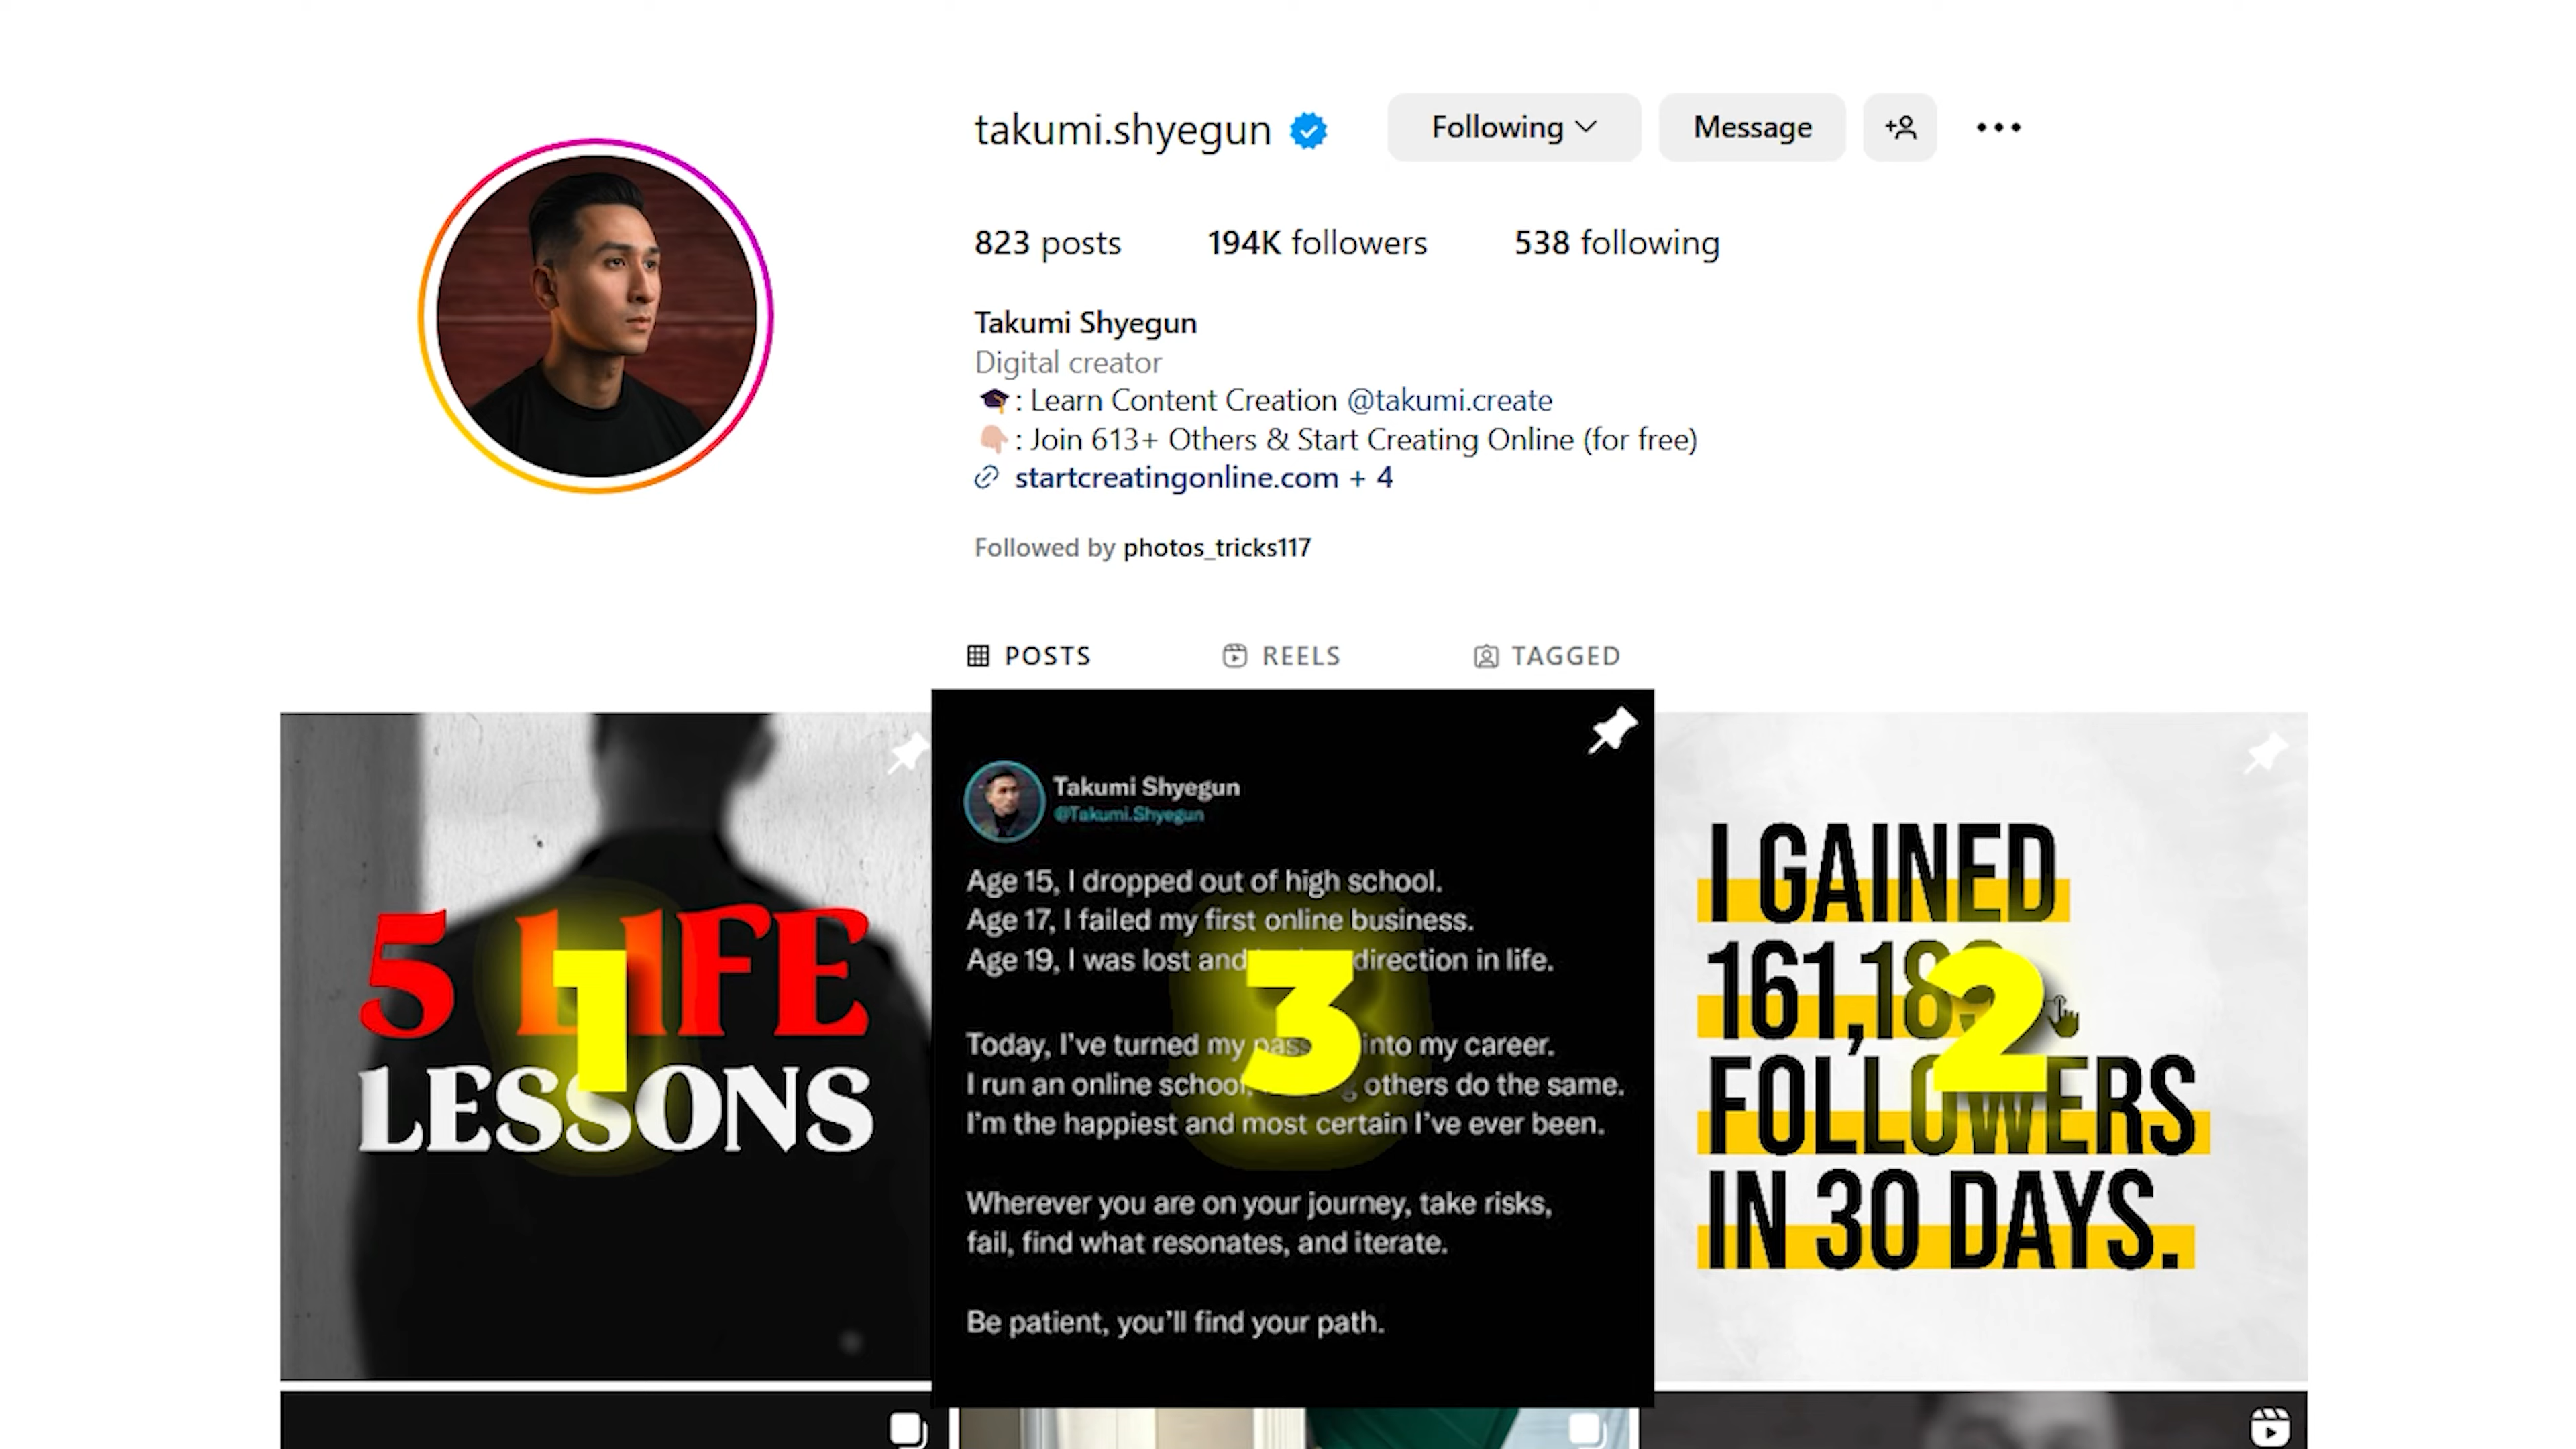 takumi.shyegun
Following
Message
823 posts
194K followers
538 following
Takumi Shyegun
Digital creator
: Learn Content Creation @takumi.create
: Join 613+ Others & Start Creating Online (for free)
startcreatingonline.com + 4
Followed by photos_tricks117
POSTS
REELS
TAGGED
5 LIFE
LESSONS
1
Takumi Shyegun
@Takumi.Shyegun
Age 15, I dropped out of high school.
Age 17, I failed my first online business.
Age 19, I was lost and direction in life.
Today, I've turned my into my career.
I run an online school, others do the same.
I'm the happiest and most certain I've ever been.
Wherever you are on your journey, take risks,
fail, find what resonates, and iterate.
Be patient, you'll find your path.
3
I GAINED
FOLLOWERS
IN 30 DAYS.
2